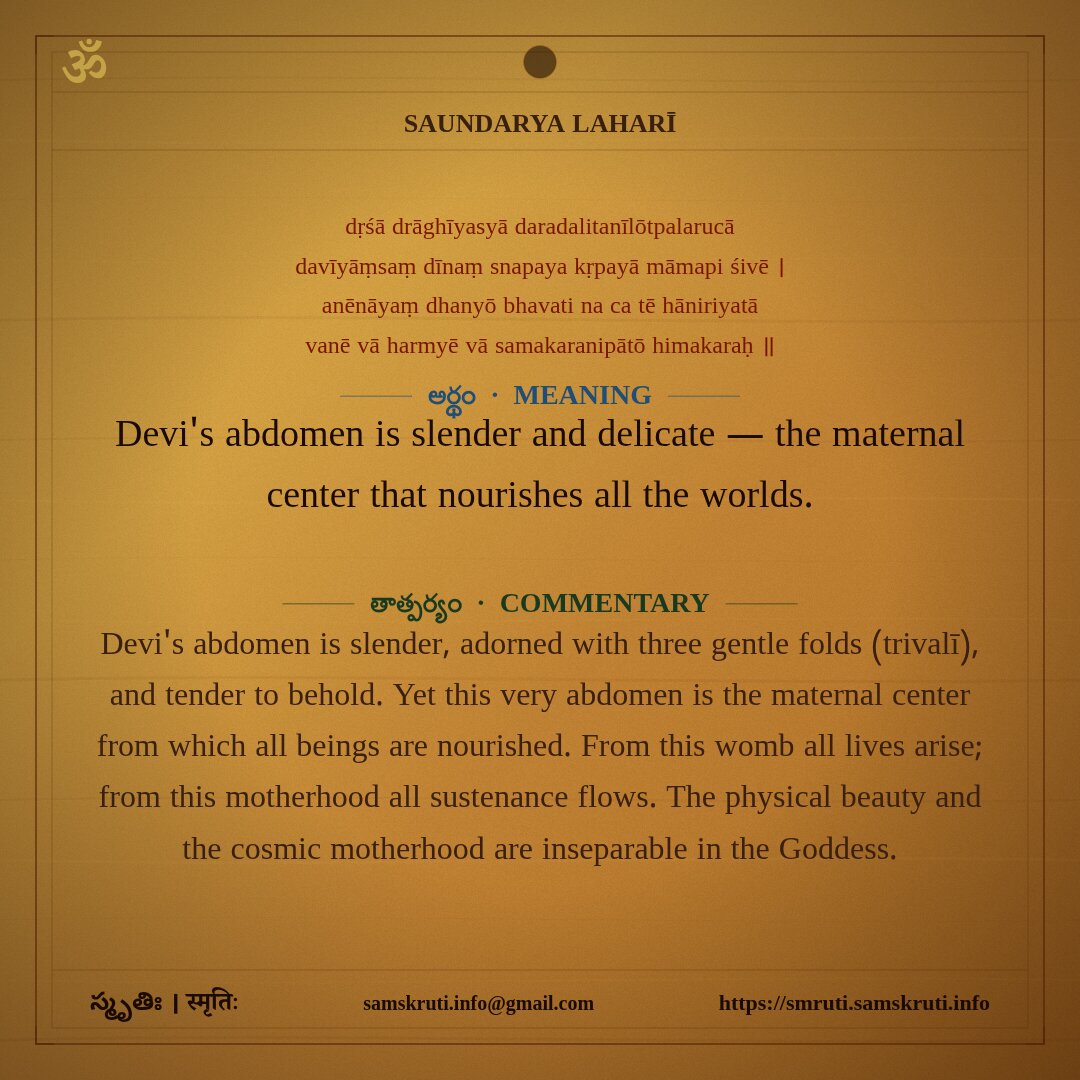 ॐ
SAUNDARYA LAHARĪ
dṛśā drāghīyasyā daradalitanīlōtpalarucā
davīyāṃsaṃ dīnaṃ snapaya kṛpayā māmapi śivē |
anēnāyaṃ dhanyō bhavati na ca tē hāniriyatā
vanē vā harmyē vā samakaranipātō himakaraḥ ||
అర్థం · MEANING
Devi's abdomen is slender and delicate — the maternal
center that nourishes all the worlds.
తాత్పర్యం · COMMENTARY
Devi's abdomen is slender, adorned with three gentle folds (trivalī),
and tender to behold. Yet this very abdomen is the maternal center
from which all beings are nourished. From this womb all lives arise;
from this motherhood all sustenance flows. The physical beauty and
the cosmic motherhood are inseparable in the Goddess.
స్మృతిః | स्मृतिः samskruti.info@gmail.com https://smruti.samskruti.info